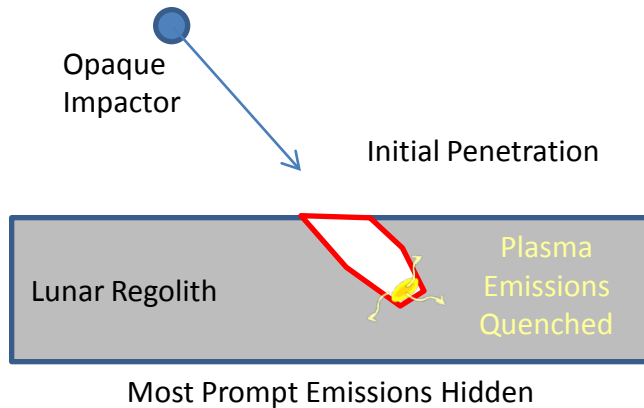 Opaque
Impactor
Initial Penetration
Lunar Regolith
Plasma
Emissions
Quenched
Most Prompt Emissions Hidden